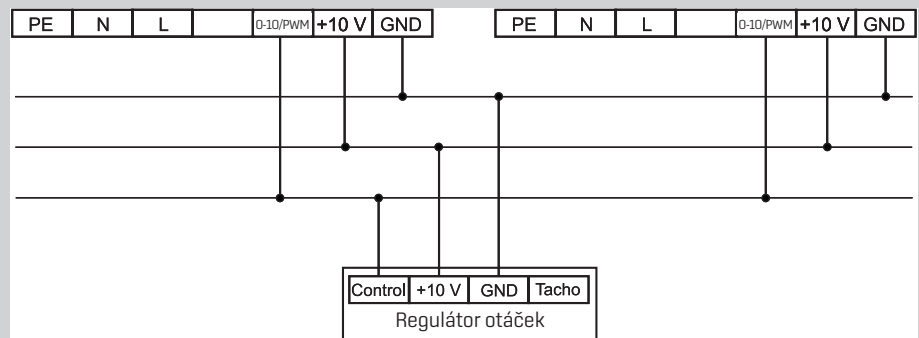 PE N L 0-10/PWM +10 V GND PE N L 0-10/PWM +10 V GND
Control +10 V GND Tacho
Regulátor otáček